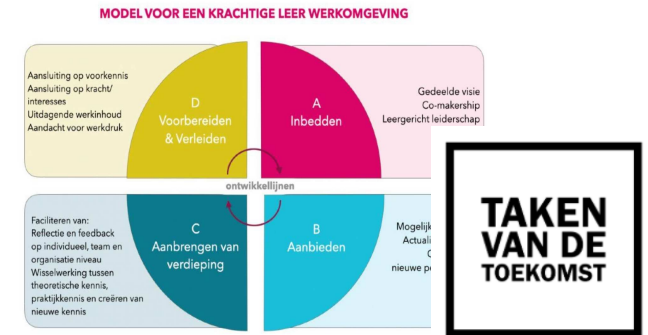 MODEL VOOR EEN KRACHTIGE LEER WERKOMGEVING
Aansluiting op voorkennis
Aansluiting op kracht/
interesses
Uitdagende werkinhoud
Aandacht voor werkdruk
D
Voorbereiden
& Verleiden
A
Inbedden
Gedeelde visie
Co-makership
Leergericht leiderschap
ontwikkellijnen
Faciliteren van:
Reflectie en feedback
op individueel, team en
organisatie niveau
Wisselwerking tussen
theoretische kennis,
praktijkkennis en creëren van
nieuwe kennis
C
Aanbrengen van
verdieping
B
Aanbieden
nieuwe
TAKEN
VAN DE
TOEKOMST